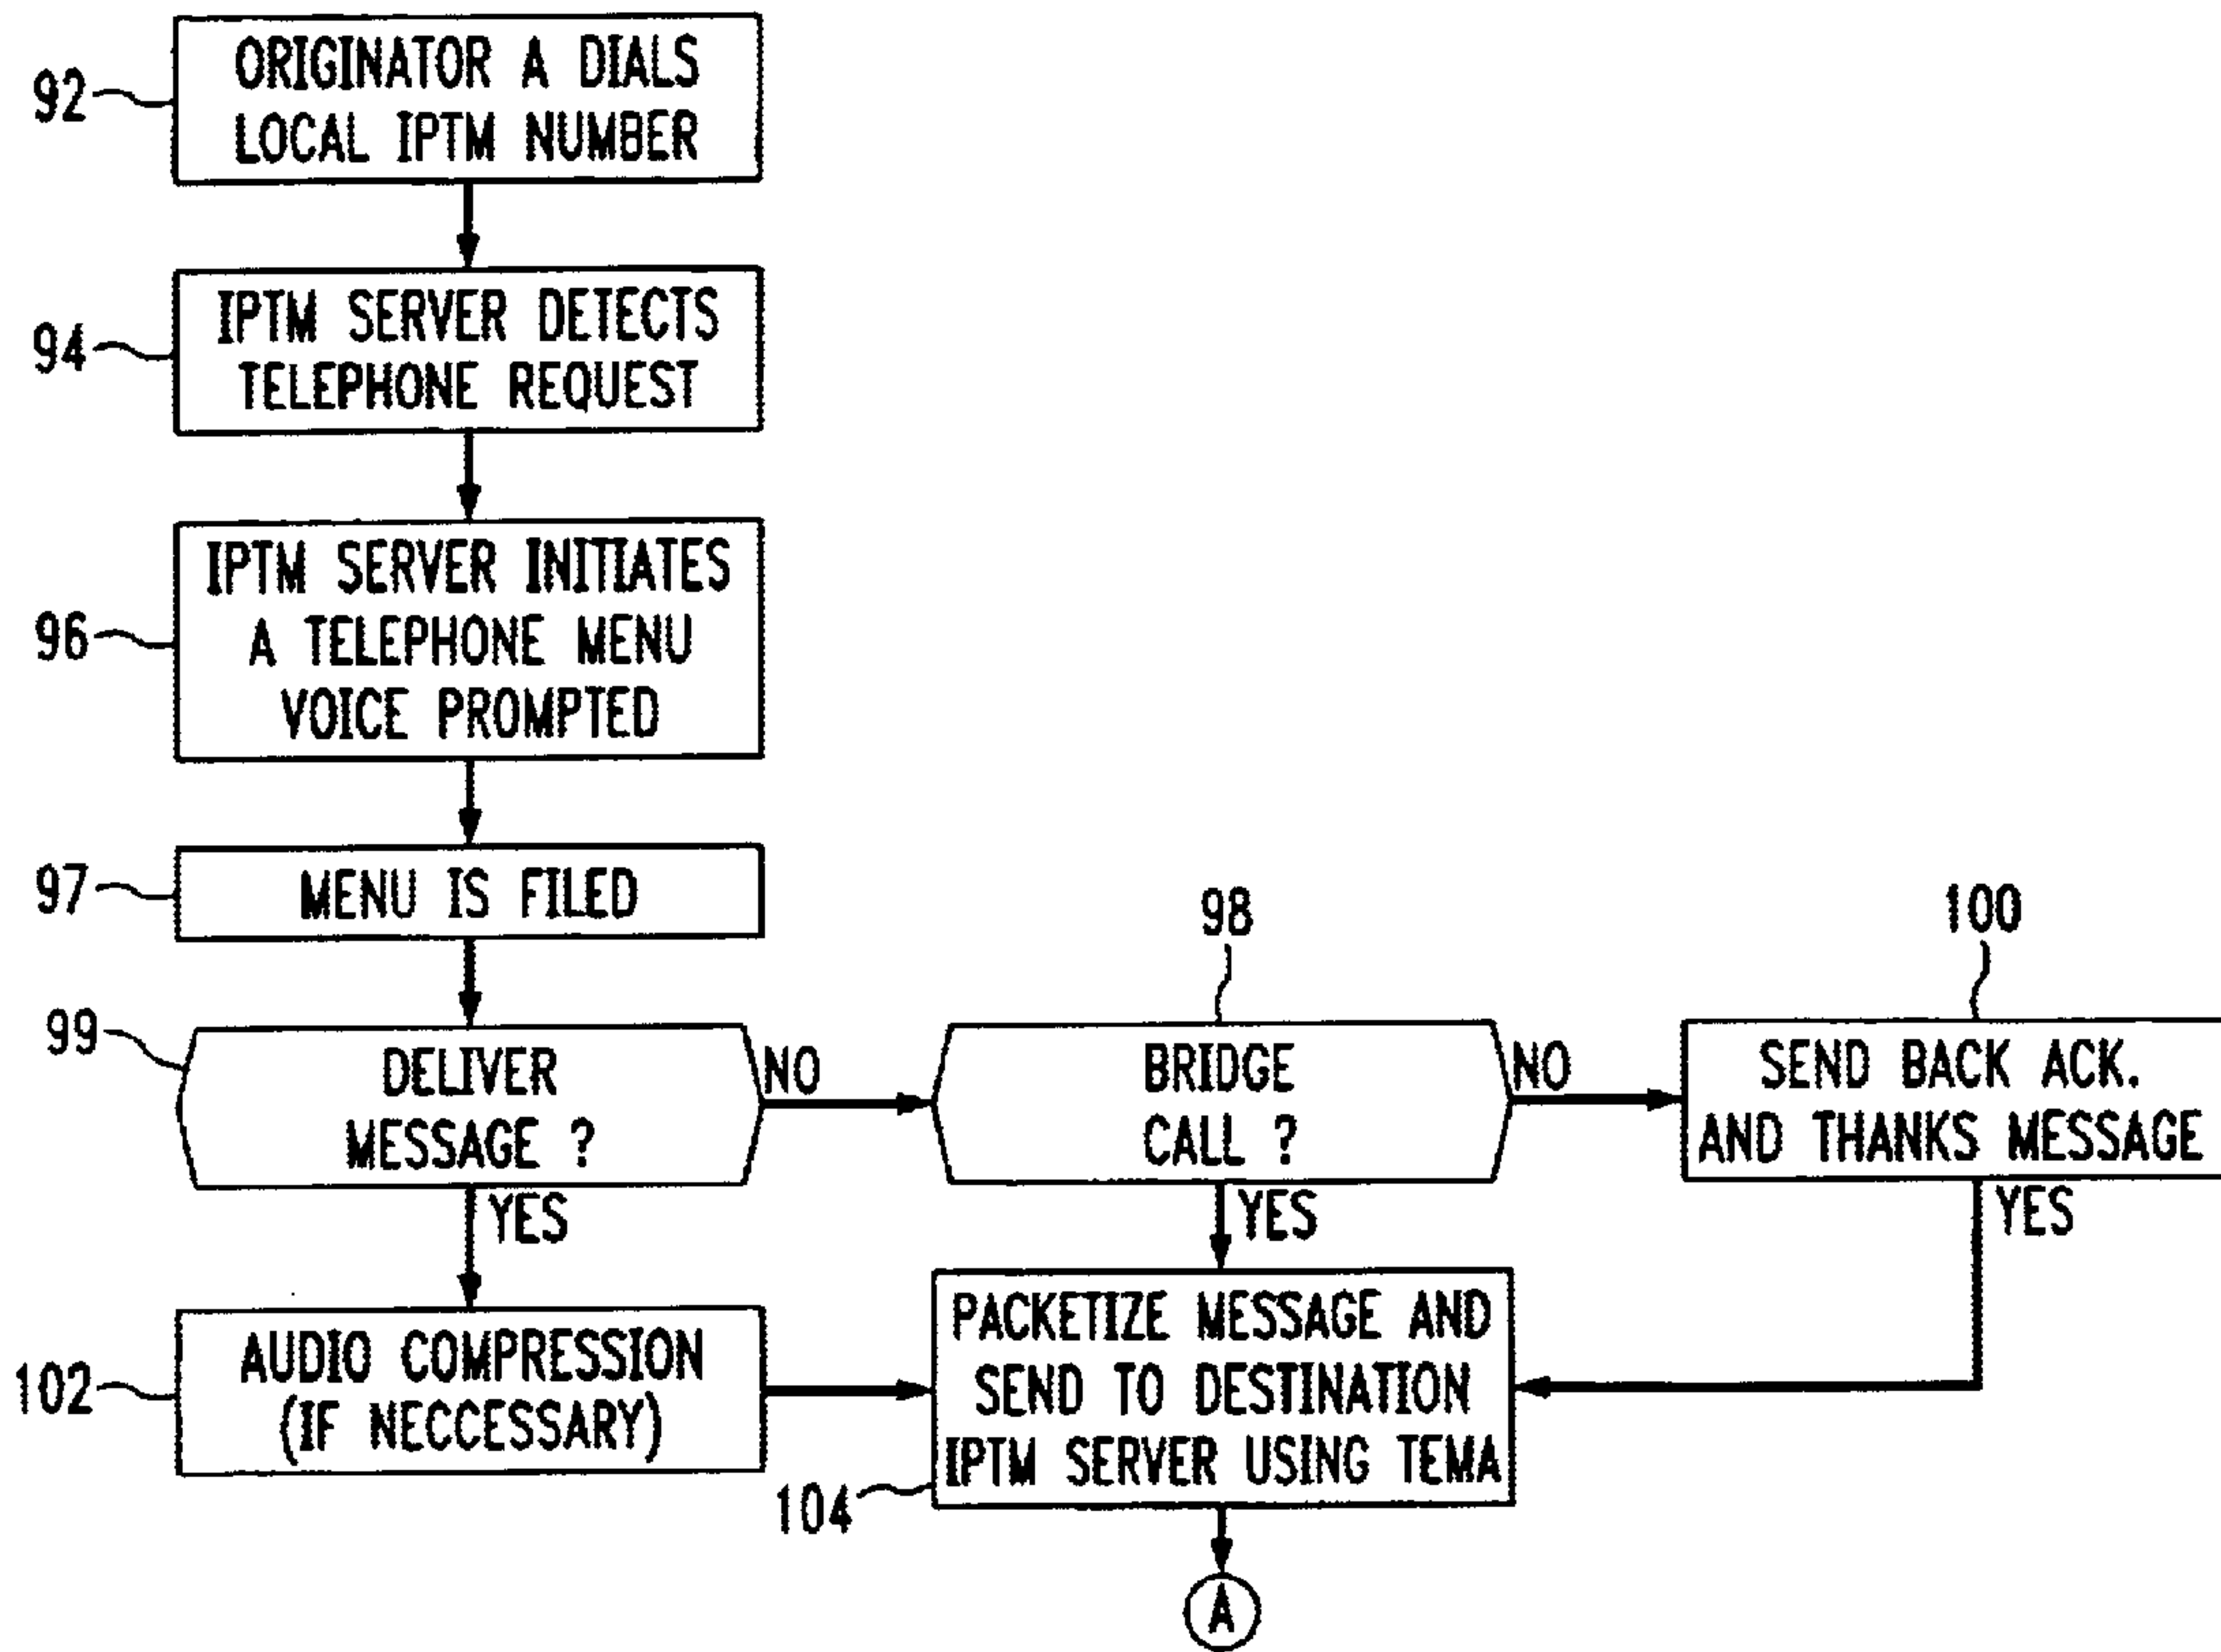 92
ORIGINATOR A DIALS
LOCAL IPTM NUMBER
94
IPTM SERVER DETECTS
TELEPHONE REQUEST
96
IPTM SERVER INITIATES
A TELEPHONE MENU
VOICE PROMPTED
97
MENU IS FILED
99
DELIVER
MESSAGE ?
NO
YES
98
BRIDGE
CALL ?
NO
YES
100
SEND BACK ACK.
AND THANKS MESSAGE
YES
102
AUDIO COMPRESSION
(IF NECCESSARY)
104
PACKETIZE MESSAGE AND
SEND TO DESTINATION
IPTM SERVER USING TEMA
A